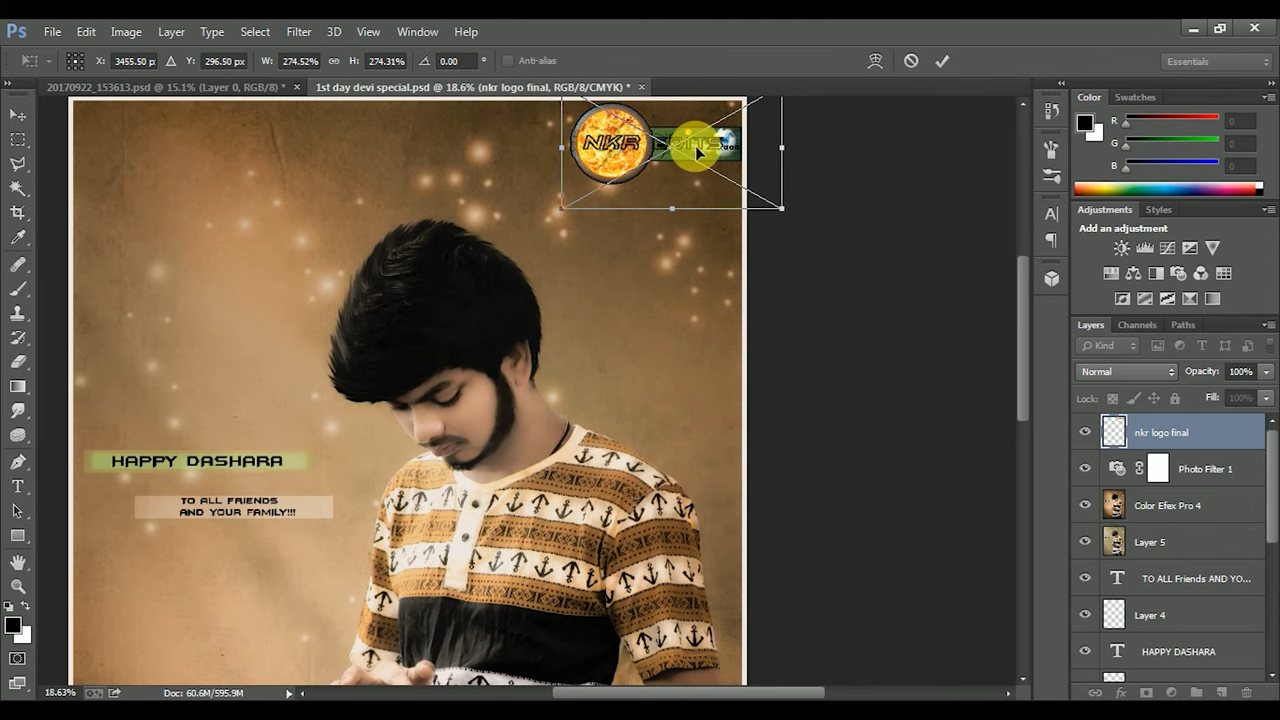 Ps File Edit Image Layer Type Select Filter 3D View Window Help
X: 3455.50 p: Y: 296.50 px W: 274.52% H: 274.31% 0.00 ° Anti-alias Essentials
20170922_153613.psd @ 15.1% (Layer 0, RGB/8) * × 1st day devi special.psd @ 18.6% (nkr logo final, RGB/8/CMYK) * ×
NKR EDITS
HAPPY DASHARA
TO ALL FRIENDS
AND YOUR FAMILY!!!
Color Swatches
R 0
G 0
B 0
Adjustments Styles
Add an adjustment
Layers Channels Paths
Kind
Normal Opacity: 100%
Lock: Fill: 100%
nkr logo final
Photo Filter 1
Color Efex Pro 4
Layer 5
T TO ALL Friends AND YO...
Layer 4
T HAPPY DASHARA
18.63% Doc: 60.6M/595.9M